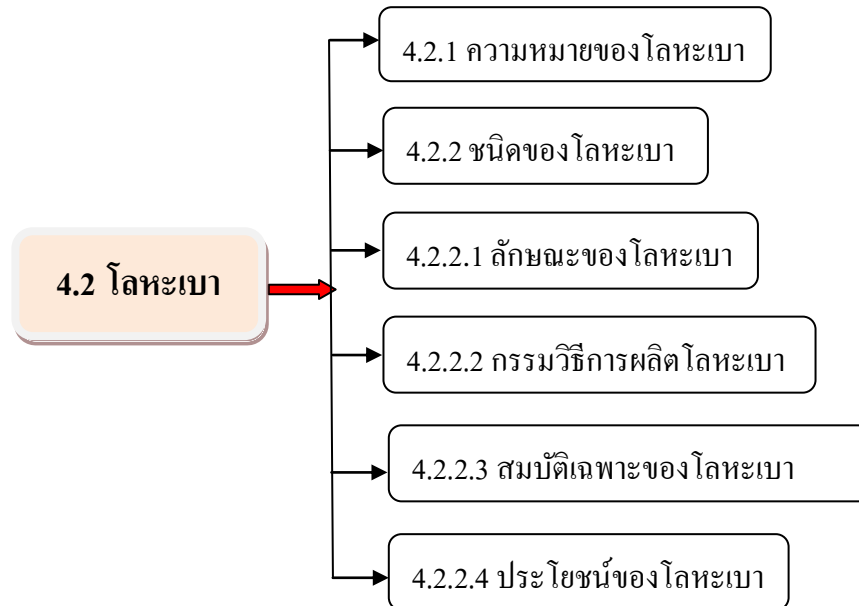 4.2.1 ความหมายของโลหะเบา
4.2.2 ชนิดของโลหะเบา
4.2.2.1 ลักษณะของโลหะเบา
4.2 โลหะเบา
4.2.2.2 กรรมวิธีการผลิตโลหะเบา
4.2.2.3 สมบัติเฉพาะของโลหะเบา
4.2.2.4 ประโยชน์ของโลหะเบา